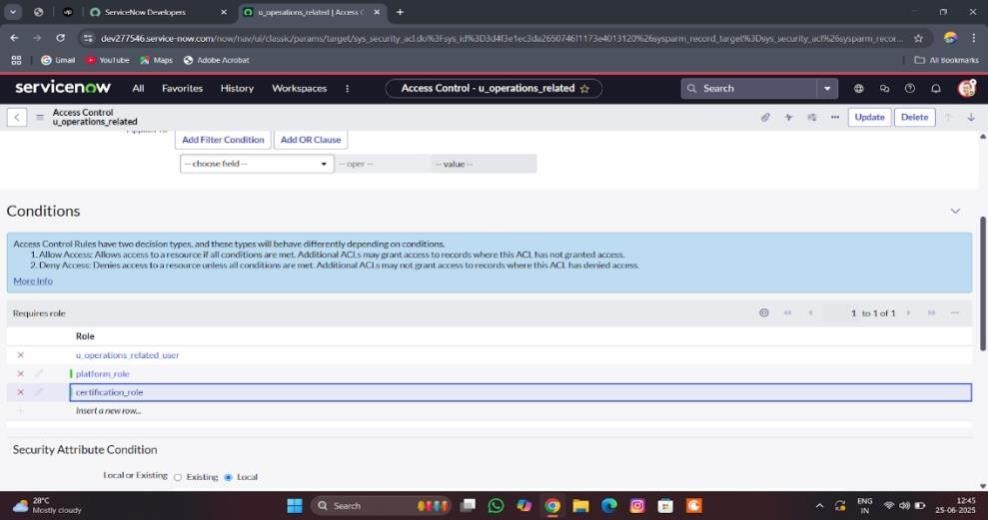 ServiceNow Developers
u_operations_related | Access C
dev277546.service-now.com/now/nav/ui/classic/params/target/sys_security_acl.do%3Fsys_id%3D3d4f3e1ec3da265074611173e4013120%26sysparm_record_target%3Dsys_security_acl%26sysparm_recor...
Gmail YouTube Maps Adobe Acrobat All Bookmarks
servicenow All Favorites History Workspaces Access Control - u_operations_related Search
Access Control
u_operations_related
Update Delete
Add Filter Condition Add OR Clause
-- choose field -- -- oper -- -- value --
Conditions
Access Control Rules have two decision types, and these types will behave differently depending on conditions.
1. Allow Access: Allows access to a resource if all conditions are met. Additional ACLs may grant access to records where this ACL has not granted access.
2. Deny Access: Denies access to a resource unless all conditions are met. Additional ACLs may not grant access to records where this ACL has denied access.
More Info
Requires role 1 to 1 of 1
Role
u_operations_related_user
platform_role
certification_role
Insert a new row...
Security Attribute Condition
Local or Existing Existing Local
28°C
Mostly cloudy
Search
ENG
IN
12:45
25-06-2025